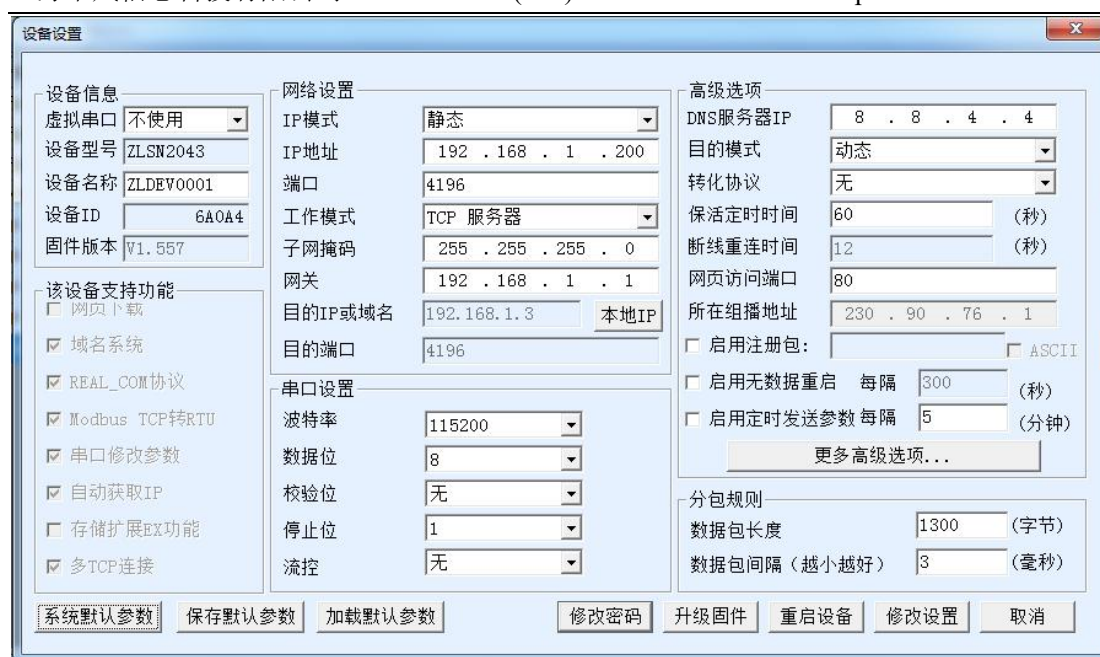 设备设置
设备信息
虚拟串口 不使用
设备型号 ZLSN2043
设备名称 ZLDEV0001
设备ID 6A0A4
固件版本 V1.557
该设备支持功能
网页下载
域名系统
REAL_COM协议
Modbus TCP转RTU
串口修改参数
自动获取IP
存储扩展EX功能
多TCP连接
网络设置
IP模式 静态
IP地址 192 . 168 . 1 . 200
端口 4196
工作模式 TCP 服务器
子网掩码 255 . 255 . 255 . 0
网关 192 . 168 . 1 . 1
目的IP或域名 192.168.1.3 本地IP
目的端口 4196
串口设置
波特率 115200
数据位 8
校验位 无
停止位 1
流控 无
高级选项
DNS服务器IP 8 . 8 . 4 . 4
目的模式 动态
转化协议 无
保活定时时间 60 (秒)
断线重连时间 12 (秒)
网页访问端口 80
所在组播地址 230 . 90 . 76 . 1
启用注册包: ASCII
启用无数据重启 每隔 300 (秒)
启用定时发送参数 每隔 5 (分钟)
更多高级选项...
分包规则
数据包长度 1300 (字节)
数据包间隔（越小越好） 3 (毫秒)
系统默认参数 保存默认参数 加载默认参数 修改密码 升级固件 重启设备 修改设置 取消